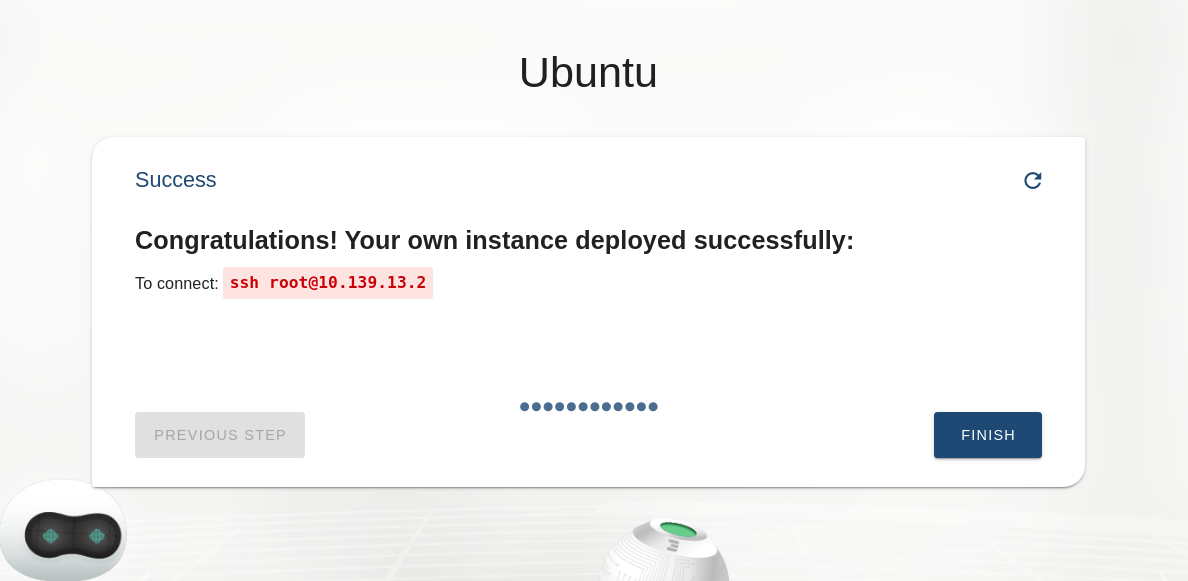 Ubuntu
Success
Congratulations! Your own instance deployed successfully:
To connect: ssh root@10.139.13.2
PREVIOUS STEP
FINISH